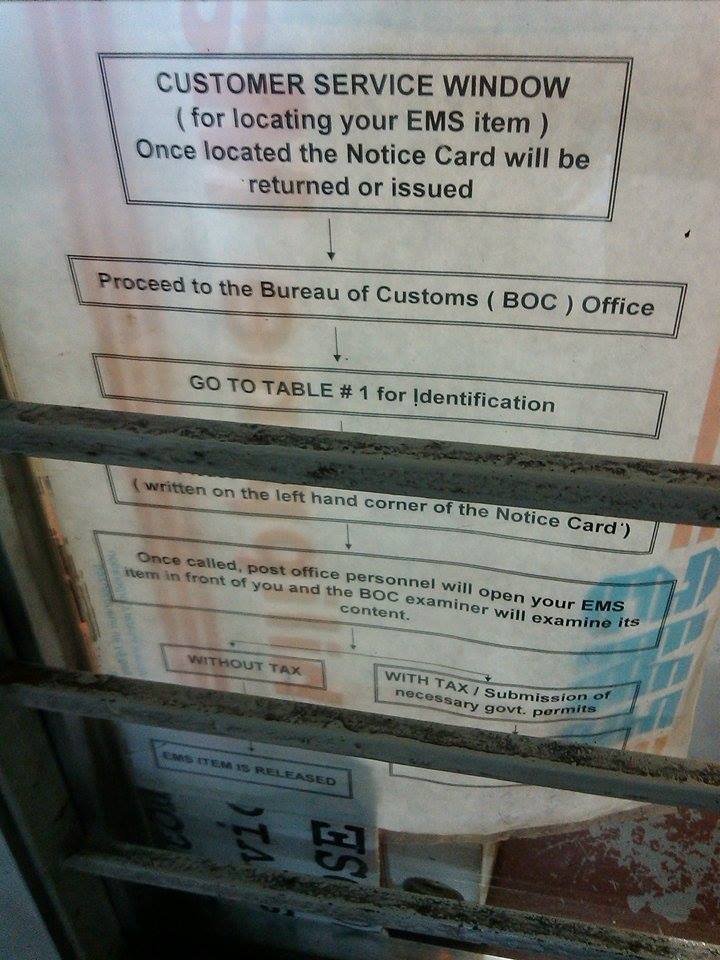 CUSTOMER SERVICE WINDOW
( for locating your EMS item )
Once located the Notice Card will be
returned or issued
Proceed to the Bureau of Customs ( BOC ) Office
GO TO TABLE # 1 for Identification
( written on the left hand corner of the Notice Card )
Once called, post office personnel will open your EMS
item in front of you and the BOC examiner will examine its
content.
WITHOUT TAX
WITH TAX / Submission of
necessary govt. permits
EMS ITEM IS RELEASED